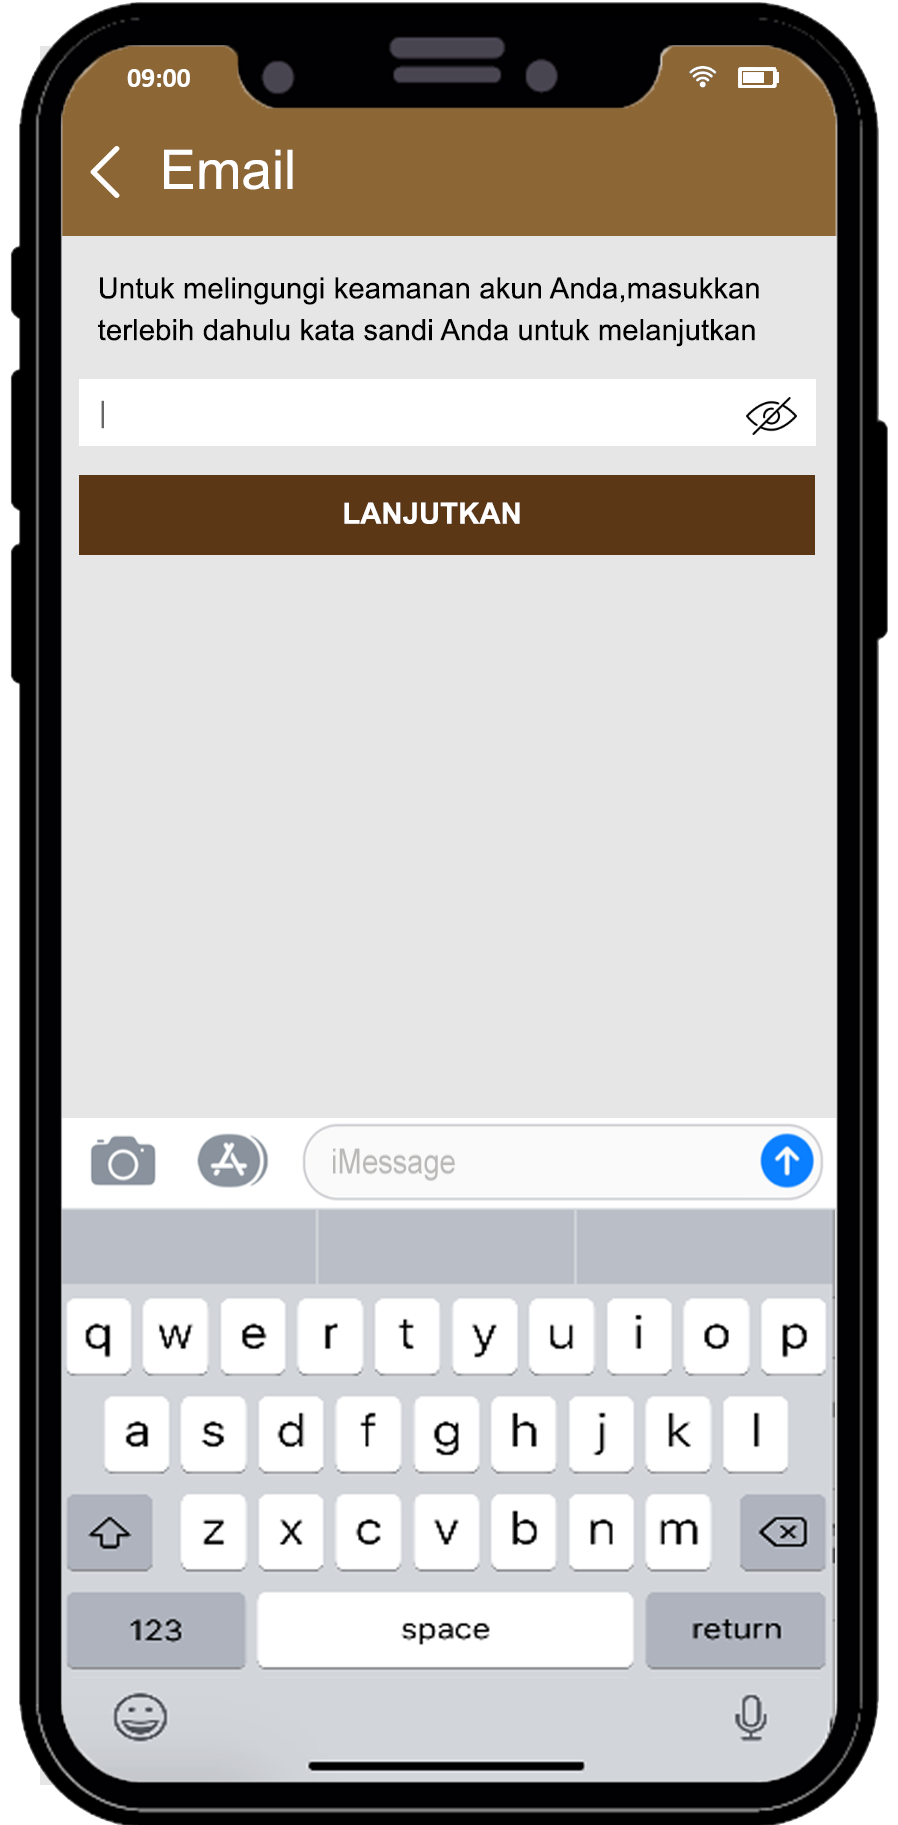 09:00
Email
Untuk melingungi keamanan akun Anda,masukkan
terlebih dahulu kata sandi Anda untuk melanjutkan
LANJUTKAN
iMessage
q w e r t y u i o p
a s d f g h j k l
z x c v b n m
123 space return